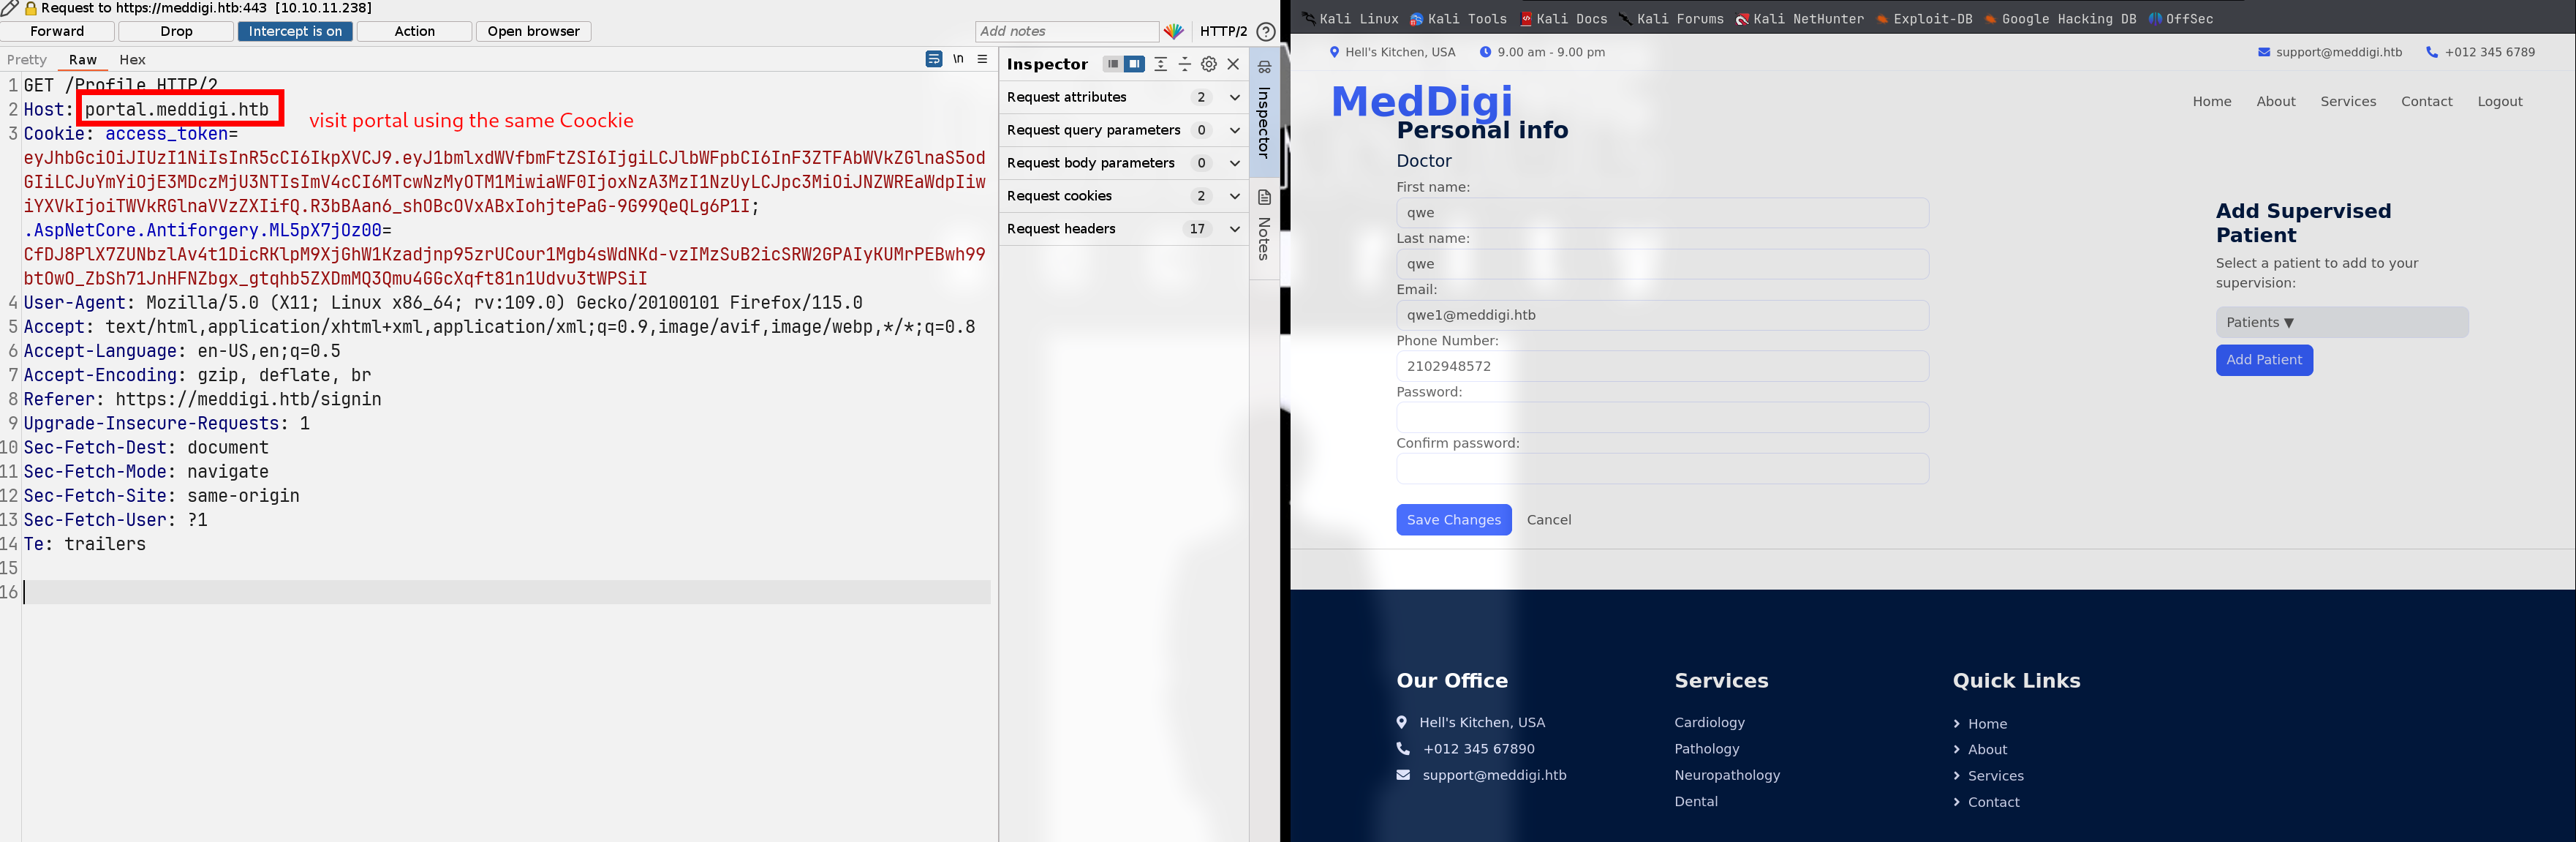 Request to https://meddigi.htb:443 [10.10.11.238]
Forward Drop Intercept is on Action Open browser Add notes HTTP/2 ?
Pretty Raw Hex \n
1 GET /Profile HTTP/2
2 Host: portal.meddigi.htb
visit portal using the same Coockie
3 Cookie: access_token=
eyJhbGciOiJIUzI1NiIsInR5cCI6IkpXVCJ9.eyJ1bmlxdWVfbmFtZSI6IjgiLCJlbWFpbCI6InF3ZTFAbWVkZGlnaS5od
GIiLCJuYmYiOjE3MDczMjU3NTIsImV4cCI6MTcwNzMyOTM1MiwiaWF0IjoxNzA3MzI1NzUyLCJpc3MiOiJNZWREaWdpIiw
iYXVkIjoiTWVkRGlnaVVzZXIifQ.R3bBAan6_shOBcOVxABxIohjtePaG-9G99QeQLg6P1I;
.AspNetCore.Antiforgery.ML5pX7jOz00=
CfDJ8PlX7ZUNbzlAv4t1DicRKlpM9XjGhW1Kzadjnp95zrUCour1Mgb4sWdNKd-vzIMzSuB2icSRW2GPAIyKUMrPEBwh99
btOwO_ZbSh71JnHFNZbgx_gtqhb5ZXDmMQ3Qmu4GGcXqft81n1Udvu3tWPSiI
4 User-Agent: Mozilla/5.0 (X11; Linux x86_64; rv:109.0) Gecko/20100101 Firefox/115.0
5 Accept: text/html,application/xhtml+xml,application/xml;q=0.9,image/avif,image/webp,*/*;q=0.8
6 Accept-Language: en-US,en;q=0.5
7 Accept-Encoding: gzip, deflate, br
8 Referer: https://meddigi.htb/signin
9 Upgrade-Insecure-Requests: 1
10 Sec-Fetch-Dest: document
11 Sec-Fetch-Mode: navigate
12 Sec-Fetch-Site: same-origin
13 Sec-Fetch-User: ?1
14 Te: trailers
15
16
Inspector
Request attributes 2
Request query parameters 0
Request body parameters 0
Request cookies 2
Request headers 17
Inspector
Notes
Kali Linux Kali Tools Kali Docs Kali Forums Kali NetHunter Exploit-DB Google Hacking DB OffSec
Hell's Kitchen, USA 9.00 am - 9.00 pm support@meddigi.htb +012 345 6789
MedDigi
Home About Services Contact Logout
Personal info
Doctor
First name:
qwe
Last name:
qwe
Email:
qwe1@meddigi.htb
Phone Number:
2102948572
Password:
Confirm password:
Save Changes Cancel
Add Supervised
Patient
Select a patient to add to your
supervision:
Patients ▼
Add Patient
Our Office
Hell's Kitchen, USA
+012 345 67890
support@meddigi.htb
Services
Cardiology
Pathology
Neuropathology
Dental
Quick Links
Home
About
Services
Contact